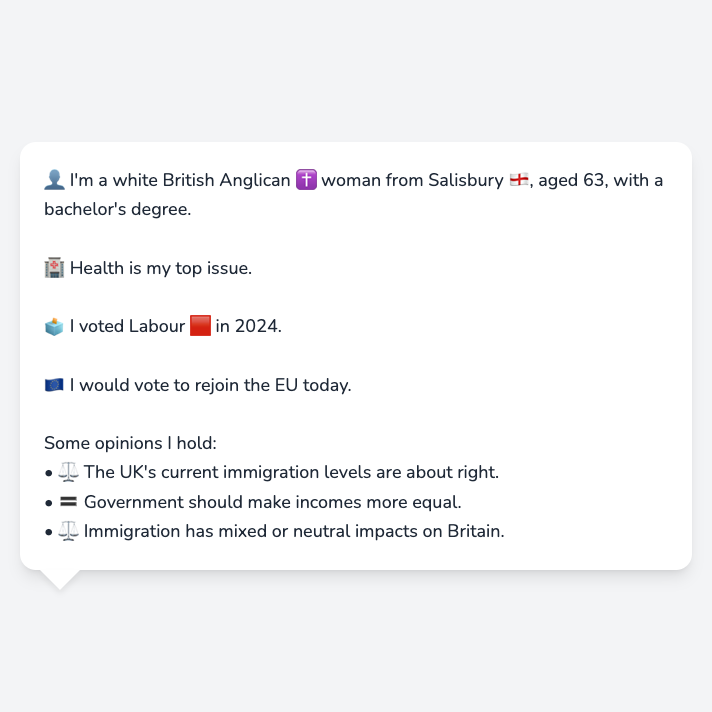 👤 I'm a white British Anglican ✝️ woman from Salisbury 🏴󠁧󠁢󠁥󠁮󠁧󠁿, aged 63, with a
bachelor's degree.
🏥 Health is my top issue.
🗳️ I voted Labour 🟥 in 2024.
🇪🇺 I would vote to rejoin the EU today.
Some opinions I hold:
• ⚖️ The UK's current immigration levels are about right.
• 🟰 Government should make incomes more equal.
• ⚖️ Immigration has mixed or neutral impacts on Britain.